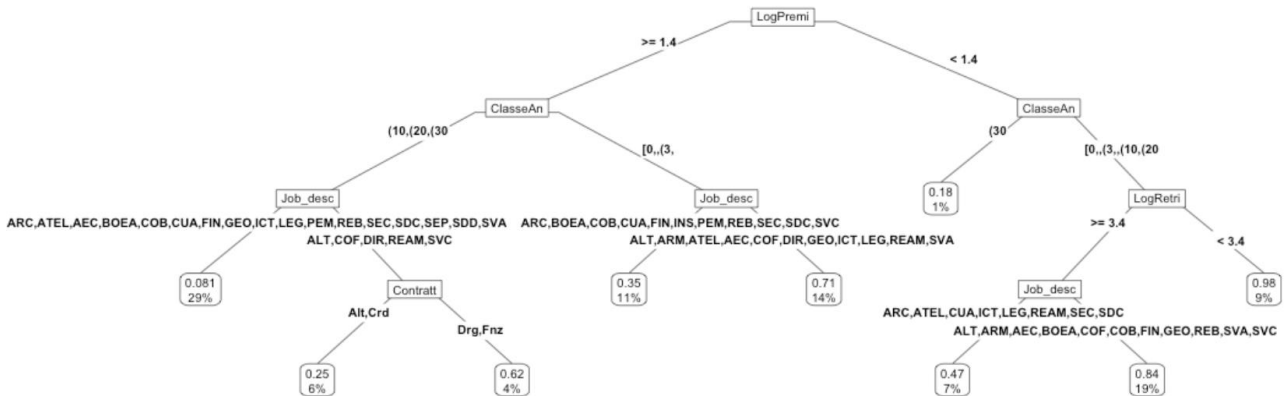 LogPremi
>= 1.4
< 1.4
ClasseAn
ClasseAn
(10,(20,(30
[0,,(3,
(30
[0,,(3,,(10,(20
0.18
1%
Job_desc
Job_desc
LogRetri
ARC,ATEL,AEC,BOEA,COB,CUA,FIN,GEO,ICT,LEG,PEM,REB,SEC,SDC,SEP,SDD,SVA
ALT,COF,DIR,REAM,SVC
ARC,BOEA,COB,CUA,FIN,INS,PEM,REB,SEC,SDC,SVC
ALT,ARM,ATEL,AEC,COF,DIR,GEO,ICT,LEG,REAM,SVA
>= 3.4
< 3.4
0.081
29%
Contratt
0.35
11%
0.71
14%
Job_desc
0.98
9%
Alt,Crd
Drg,Fnz
ARC,ATEL,CUA,ICT,LEG,REAM,SEC,SDC
ALT,ARM,AEC,BOEA,COF,COB,FIN,GEO,REB,SVA,SVC
0.25
6%
0.62
4%
0.47
7%
0.84
19%